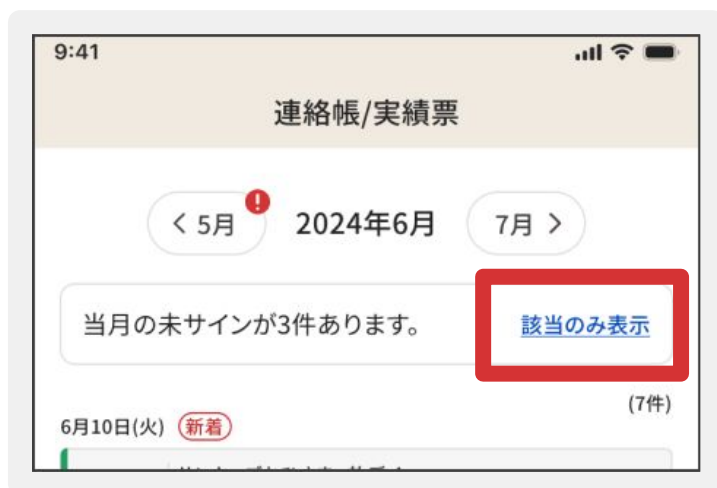 9:41
連絡帳/実績票
< 5月 ! 2024年6月 7月 >
当月の未サインが3件あります。 該当のみ表示
(7件)
6月10日(火) 新着